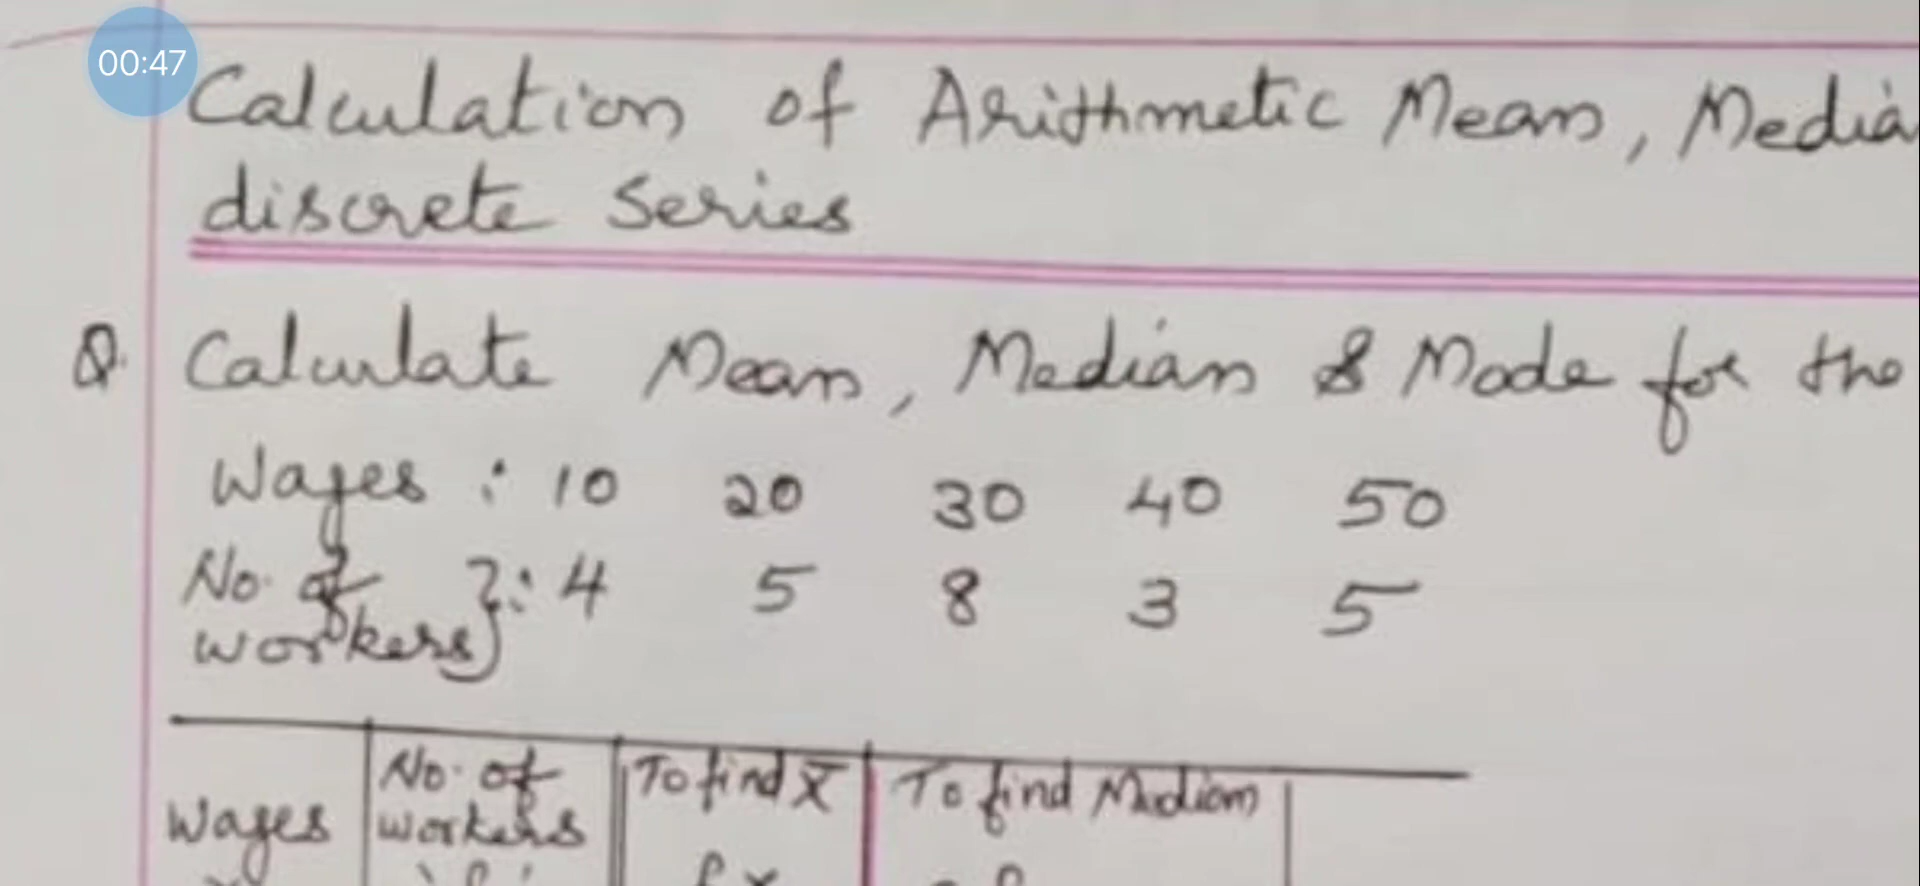 00:47
Calculation of Arithmetic Mean, Media
discrete series
Q. Calculate Mean, Median & Mode for the
Wages : 10 20 30 40 50
No. of workers}: 4 5 8 3 5
Wages No. of workers To find x̅ To find Median
f x